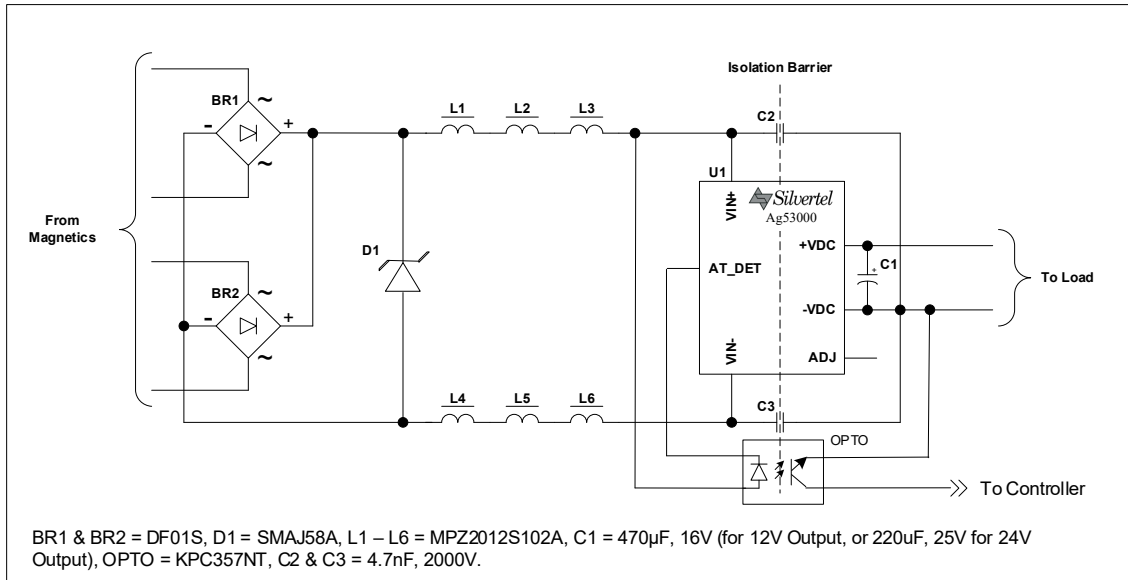 Isolation Barrier
BR1
~
-
+
~
L1
L2
L3
C2
U1
VIN+
Silvertel
Ag53000
From
Magnetics
D1
AT_DET
+VDC
C1
+
To Load
BR2
~
-
+
~
-VDC
VIN-
ADJ
L4
L5
L6
C3
OPTO
To Controller
BR1 & BR2 = DF01S, D1 = SMAJ58A, L1 – L6 = MPZ2012S102A, C1 = 470µF, 16V (for 12V Output, or 220uF, 25V for 24V
Output), OPTO = KPC357NT, C2 & C3 = 4.7nF, 2000V.